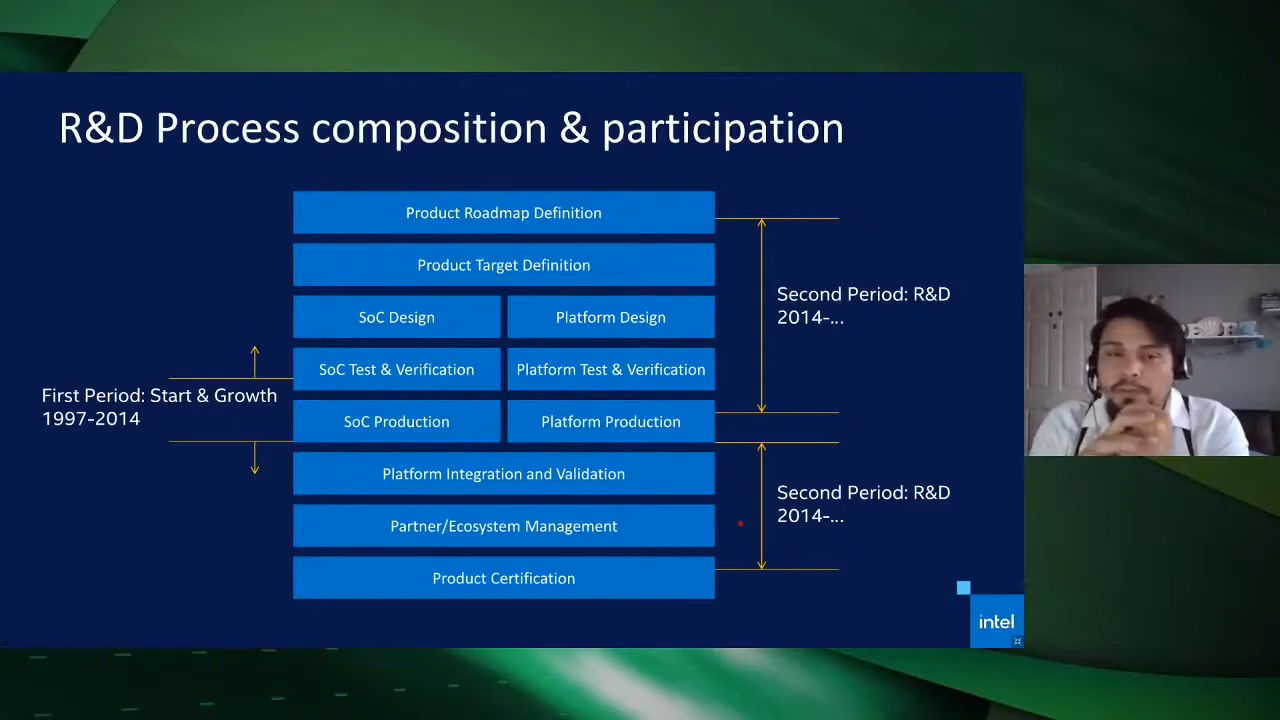 R&D Process composition & participation
Product Roadmap Definition
Product Target Definition
SoC Design
Platform Design
SoC Test & Verification
Platform Test & Verification
SoC Production
Platform Production
Platform Integration and Validation
Partner/Ecosystem Management
Product Certification
First Period: Start & Growth
1997-2014
Second Period: R&D
2014-...
Second Period: R&D
2014-...
intel